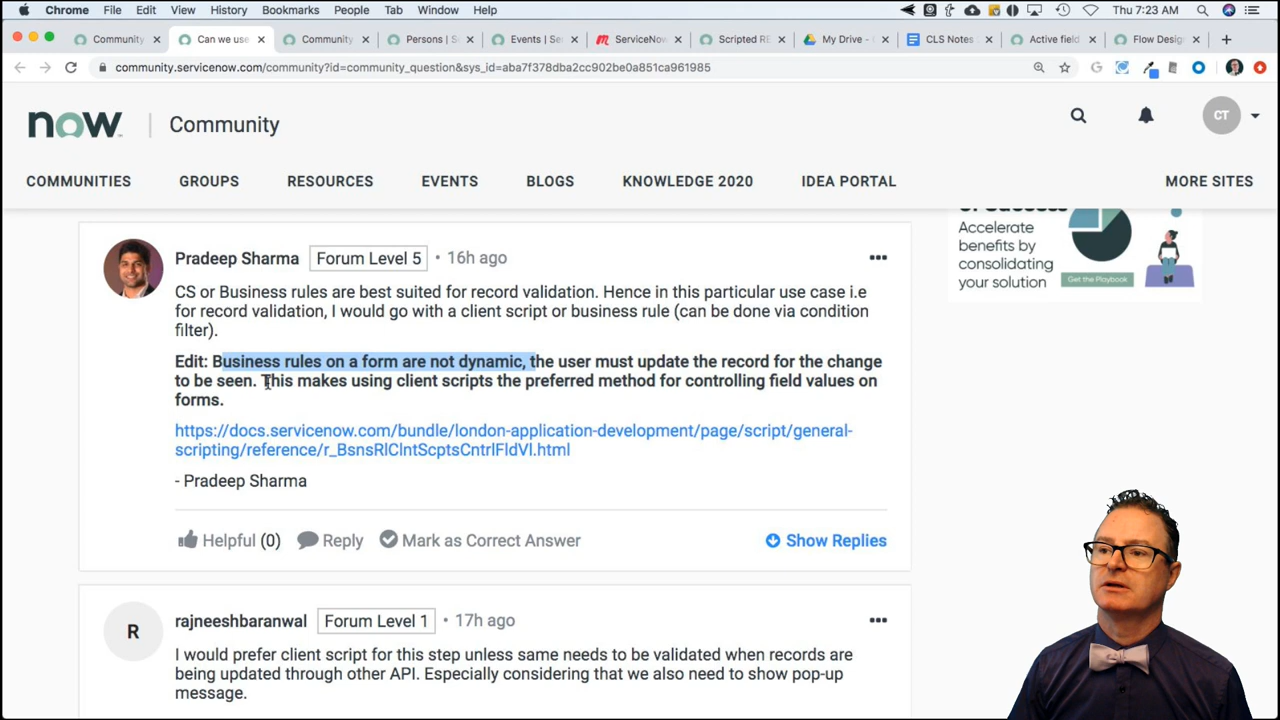 Chrome File Edit View History Bookmarks People Tab Window Help Thu 7:23 AM
Community
Can we use
Community
Persons | S
Events | Se
ServiceNow
Scripted RE
My Drive -
CLS Notes
Active field
Flow Desig
community.servicenow.com/community?id=community_question&sys_id=aba7f378dba2cc902be0a851ca961985
now Community
CT
COMMUNITIES GROUPS RESOURCES EVENTS BLOGS KNOWLEDGE 2020 IDEA PORTAL MORE SITES
Accelerate
benefits by
consolidating
your solution
Get the Playbook
Pradeep Sharma Forum Level 5 • 16h ago
CS or Business rules are best suited for record validation. Hence in this particular use case i.e
for record validation, I would go with a client script or business rule (can be done via condition
filter).
Edit: Business rules on a form are not dynamic, the user must update the record for the change
to be seen. This makes using client scripts the preferred method for controlling field values on
forms.
https://docs.servicenow.com/bundle/london-application-development/page/script/general-
scripting/reference/r_BsnsRlClntScptsCntrlFldVl.html
- Pradeep Sharma
Helpful (0) Reply Mark as Correct Answer Show Replies
R
rajneeshbaranwal Forum Level 1 • 17h ago
I would prefer client script for this step unless same needs to be validated when records are
being updated through other API. Especially considering that we also need to show pop-up
message.